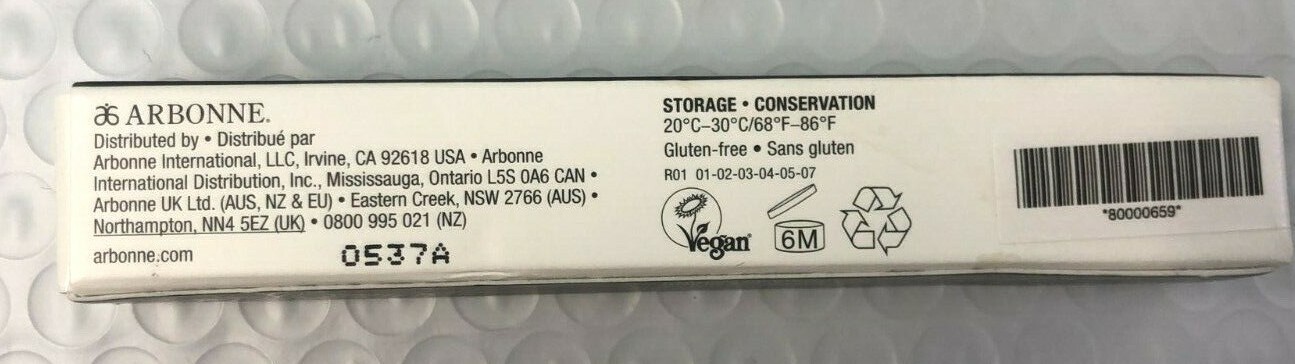 ARBONNE.
Distributed by • Distribué par
Arbonne International, LLC, Irvine, CA 92618 USA • Arbonne
International Distribution, Inc., Mississauga, Ontario L5S 0A6 CAN •
Arbonne UK Ltd. (AUS, NZ & EU) • Eastern Creek, NSW 2766 (AUS) •
Northampton, NN4 5EZ (UK) • 0800 995 021 (NZ)
arbonne.com
0537A
STORAGE • CONSERVATION
20°C–30°C/68°F–86°F
Gluten-free • Sans gluten
R01 01-02-03-04-05-07
Vegan
6M
*80000659*